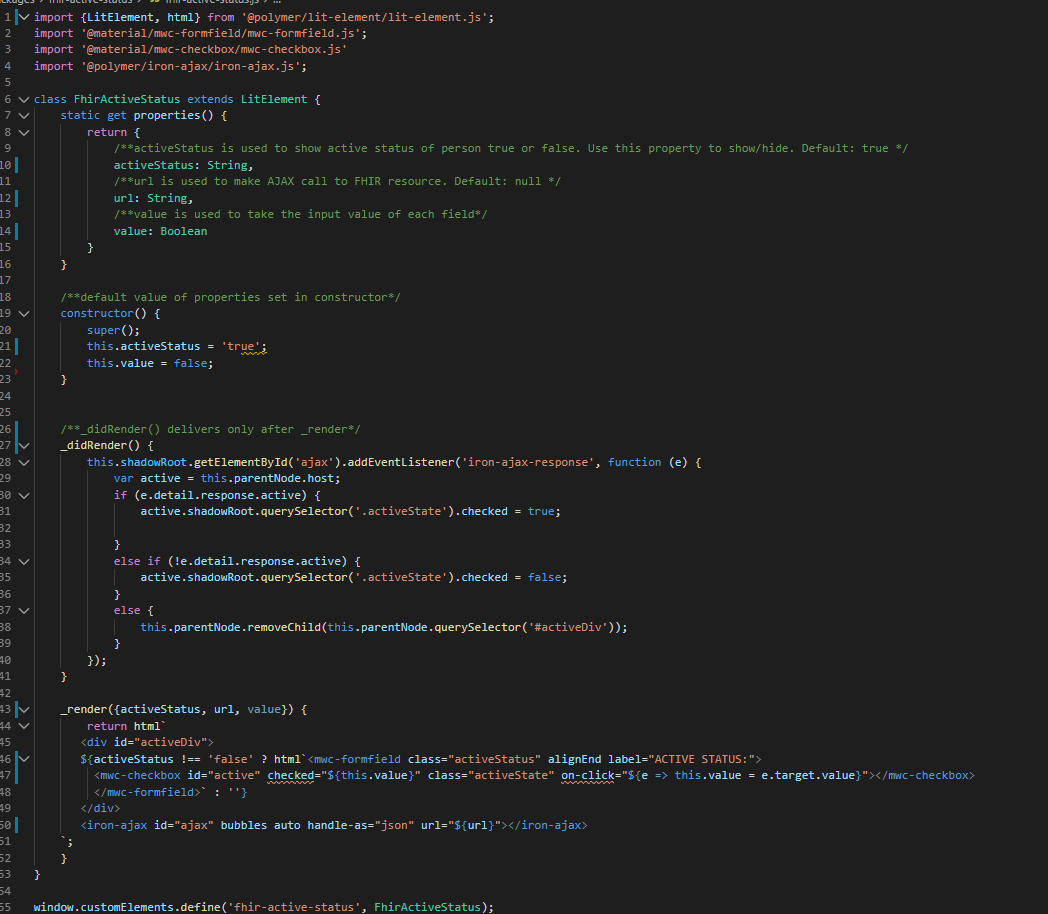 1 import {LitElement, html} from '@polymer/lit-element/lit-element.js';
2 import '@material/mwc-formfield/mwc-formfield.js';
3 import '@material/mwc-checkbox/mwc-checkbox.js'
4 import '@polymer/iron-ajax/iron-ajax.js';
5
6 class FhirActiveStatus extends LitElement {
7 static get properties() {
8 return {
9 /**activeStatus is used to show active status of person true or false. Use this property to show/hide. Default: true */
10 activeStatus: String,
11 /**url is used to make AJAX call to FHIR resource. Default: null */
12 url: String,
13 /**value is used to take the input value of each field*/
14 value: Boolean
15 }
16 }
17
18 /**default value of properties set in constructor*/
19 constructor() {
20 super();
21 this.activeStatus = 'true';
22 this.value = false;
23 }
24
25
26 /**_didRender() delivers only after _render*/
27 _didRender() {
28 this.shadowRoot.getElementById('ajax').addEventListener('iron-ajax-response', function (e) {
29 var active = this.parentNode.host;
30 if (e.detail.response.active) {
31 active.shadowRoot.querySelector('.activeState').checked = true;
32
33 }
34 else if (!e.detail.response.active) {
35 active.shadowRoot.querySelector('.activeState').checked = false;
36 }
37 else {
38 this.parentNode.removeChild(this.parentNode.querySelector('#activeDiv'));
39 }
40 });
41 }
42
43 _render({activeStatus, url, value}) {
44 return html`
45 <div id="activeDiv">
46 ${activeStatus !== 'false' ? html`<mwc-formfield class="activeStatus" alignEnd label="ACTIVE STATUS:">
47 <mwc-checkbox id="active" checked="${this.value}" class="activeState" on-click="${e => this.value = e.target.value}"></mwc-checkbox>
48 </mwc-formfield>` : ''}
49 </div>
50 <iron-ajax id="ajax" bubbles auto handle-as="json" url="${url}"></iron-ajax>
51 `;
52 }
53 }
54
55 window.customElements.define('fhir-active-status', FhirActiveStatus);